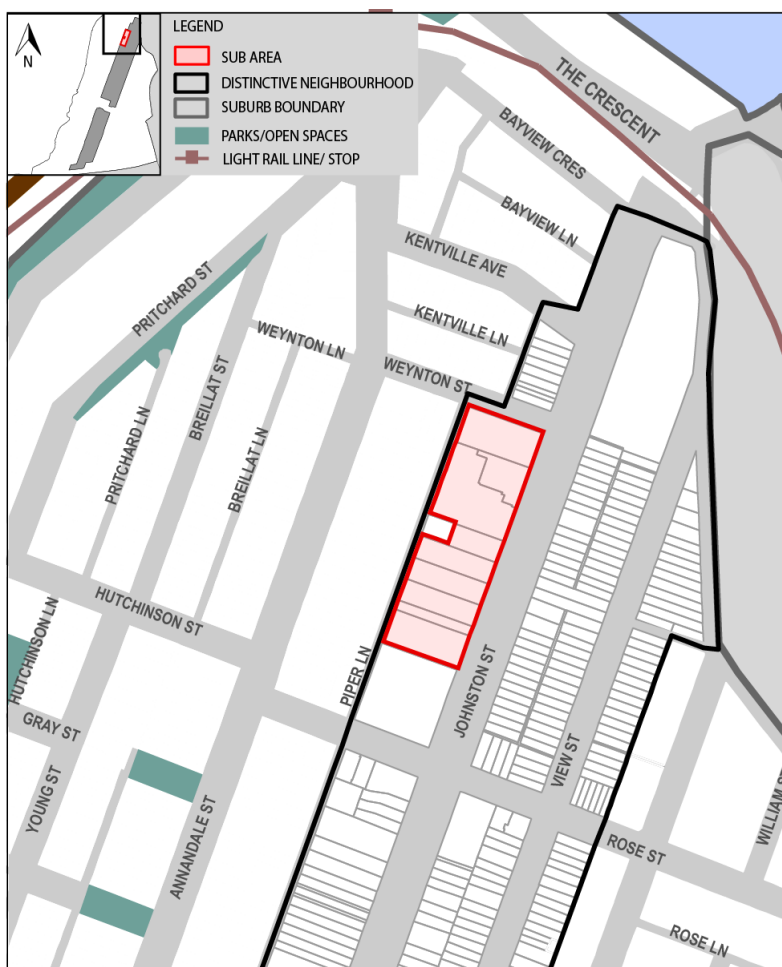 LEGEND
N
SUB AREA
DISTINCTIVE NEIGHBOURHOOD
SUBURB BOUNDARY
PARKS/OPEN SPACES
LIGHT RAIL LINE/ STOP
THE CRESCENT
BAYVIEW CRES
BAYVIEW LN
KENTVILLE AVE
KENTVILLE LN
PRITCHARD ST
WEYNTON LN
WEYNTON ST
BREILLAT ST
PRITCHARD LN
BREILLAT LN
HUTCHINSON ST
HUTCHINSON LN
PIPER LN
JOHNSTON ST
GRAY ST
VIEW ST
YOUNG ST
ANNANDALE ST
WILLIAM
ROSE ST
ROSE LN